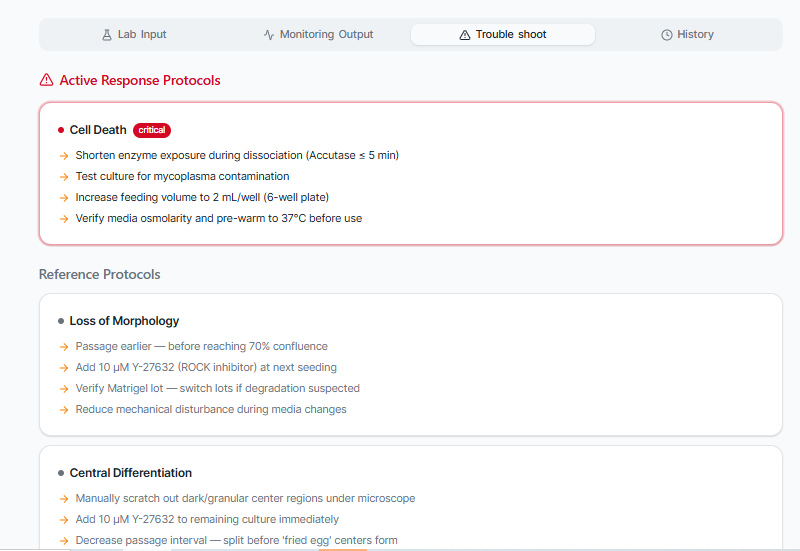 Lab Input
Monitoring Output
Trouble shoot
History
Active Response Protocols
Cell Death critical
→ Shorten enzyme exposure during dissociation (Accutase ≤ 5 min)
→ Test culture for mycoplasma contamination
→ Increase feeding volume to 2 mL/well (6-well plate)
→ Verify media osmolarity and pre-warm to 37°C before use
Reference Protocols
Loss of Morphology
→ Passage earlier — before reaching 70% confluence
→ Add 10 µM Y-27632 (ROCK inhibitor) at next seeding
→ Verify Matrigel lot — switch lots if degradation suspected
→ Reduce mechanical disturbance during media changes
Central Differentiation
→ Manually scratch out dark/granular center regions under microscope
→ Add 10 µM Y-27632 to remaining culture immediately
→ Decrease passage interval — split before 'fried egg' centers form